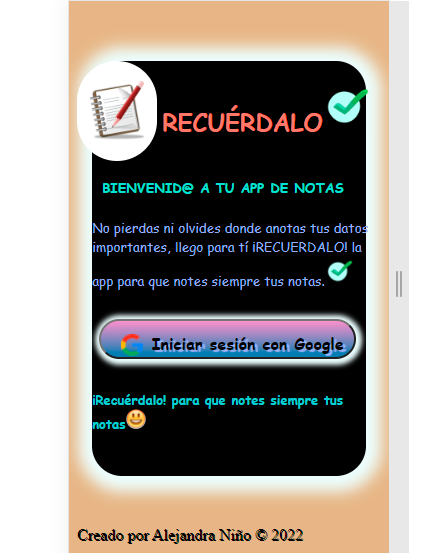 RECUÉRDALO
BIENVENID@ A TU APP DE NOTAS
No pierdas ni olvides donde anotas tus datos
importantes, llego para tí ¡RECUERDALO! la
app para que notes siempre tus notas.
Iniciar sesión con Google
¡Recuérdalo! para que notes siempre tus
notas😃
Creado por Alejandra Niño © 2022